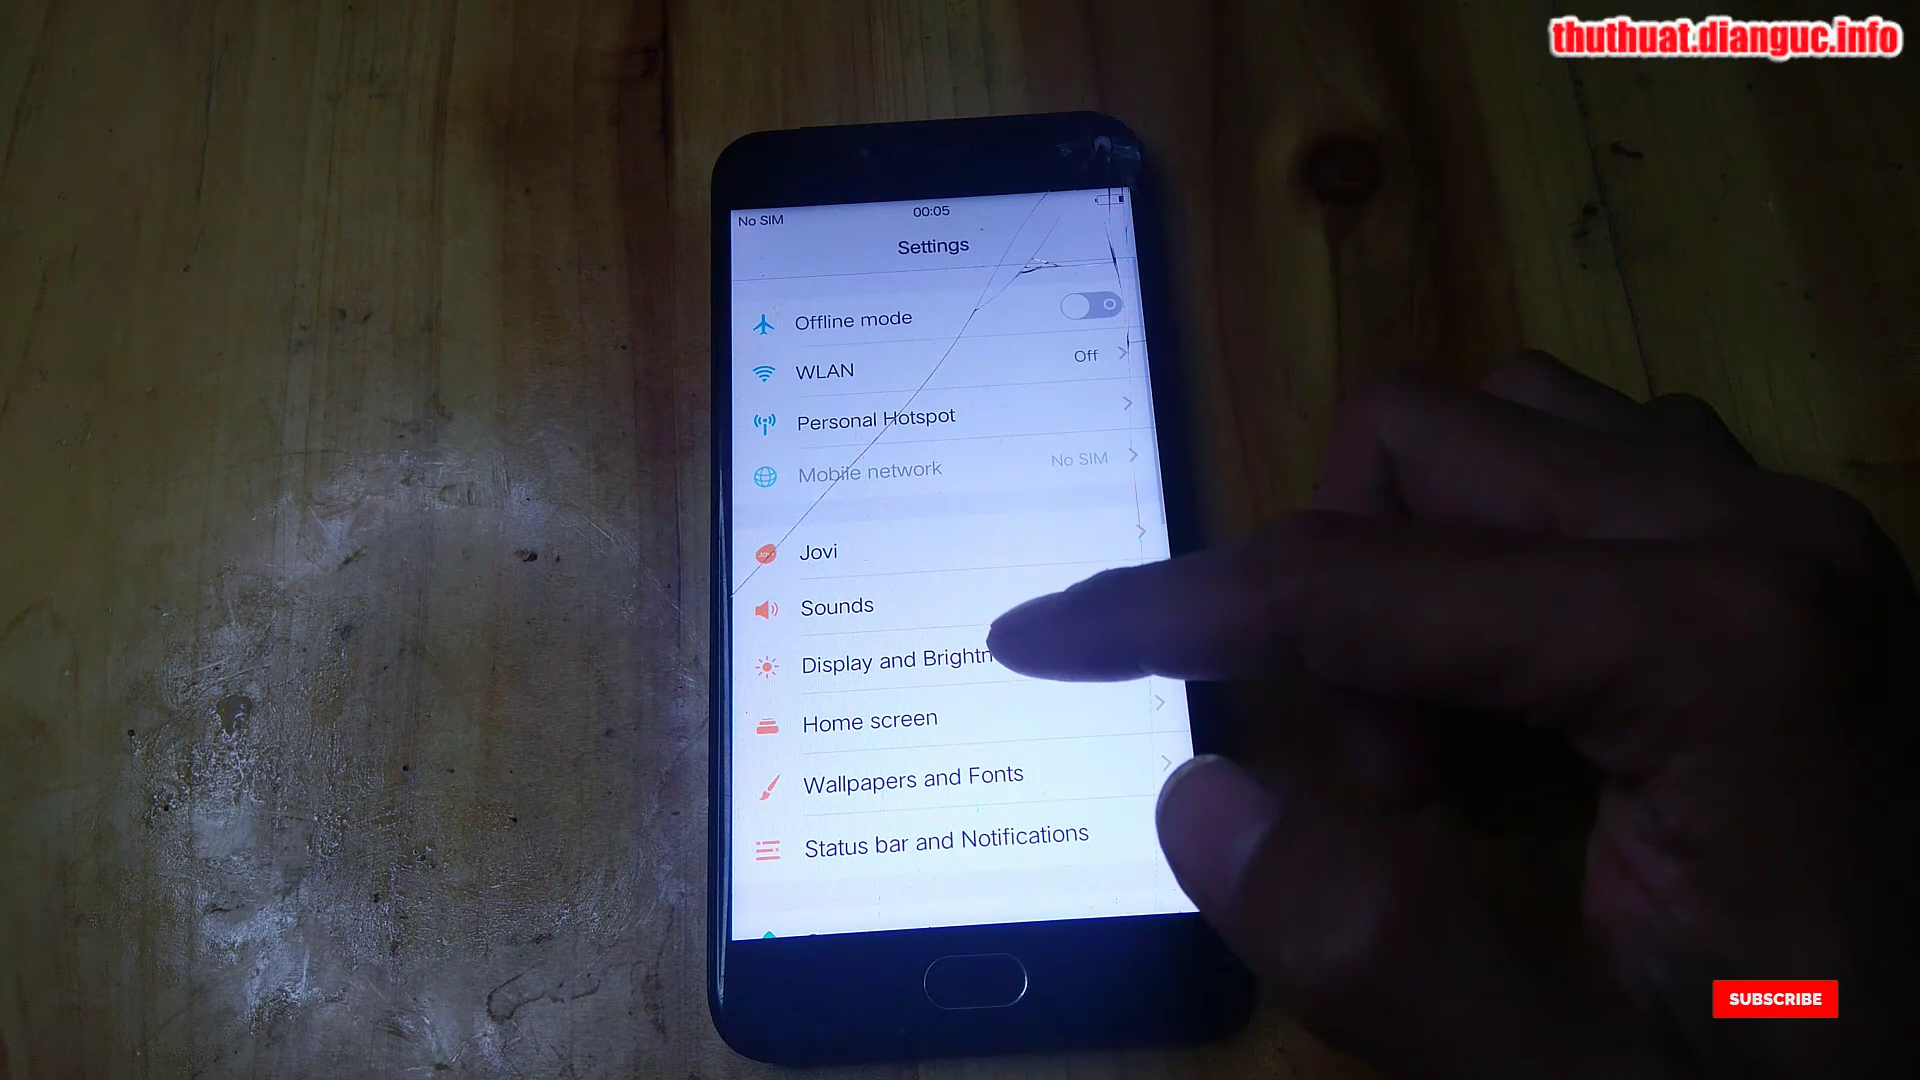 thuthuat.dianguc.info
No SIM
00:05
Settings
Offline mode
WLAN
Off
Personal Hotspot
Mobile network
No SIM
Jovi
Sounds
Display and Brightn
Home screen
Wallpapers and Fonts
Status bar and Notifications
SUBSCRIBE